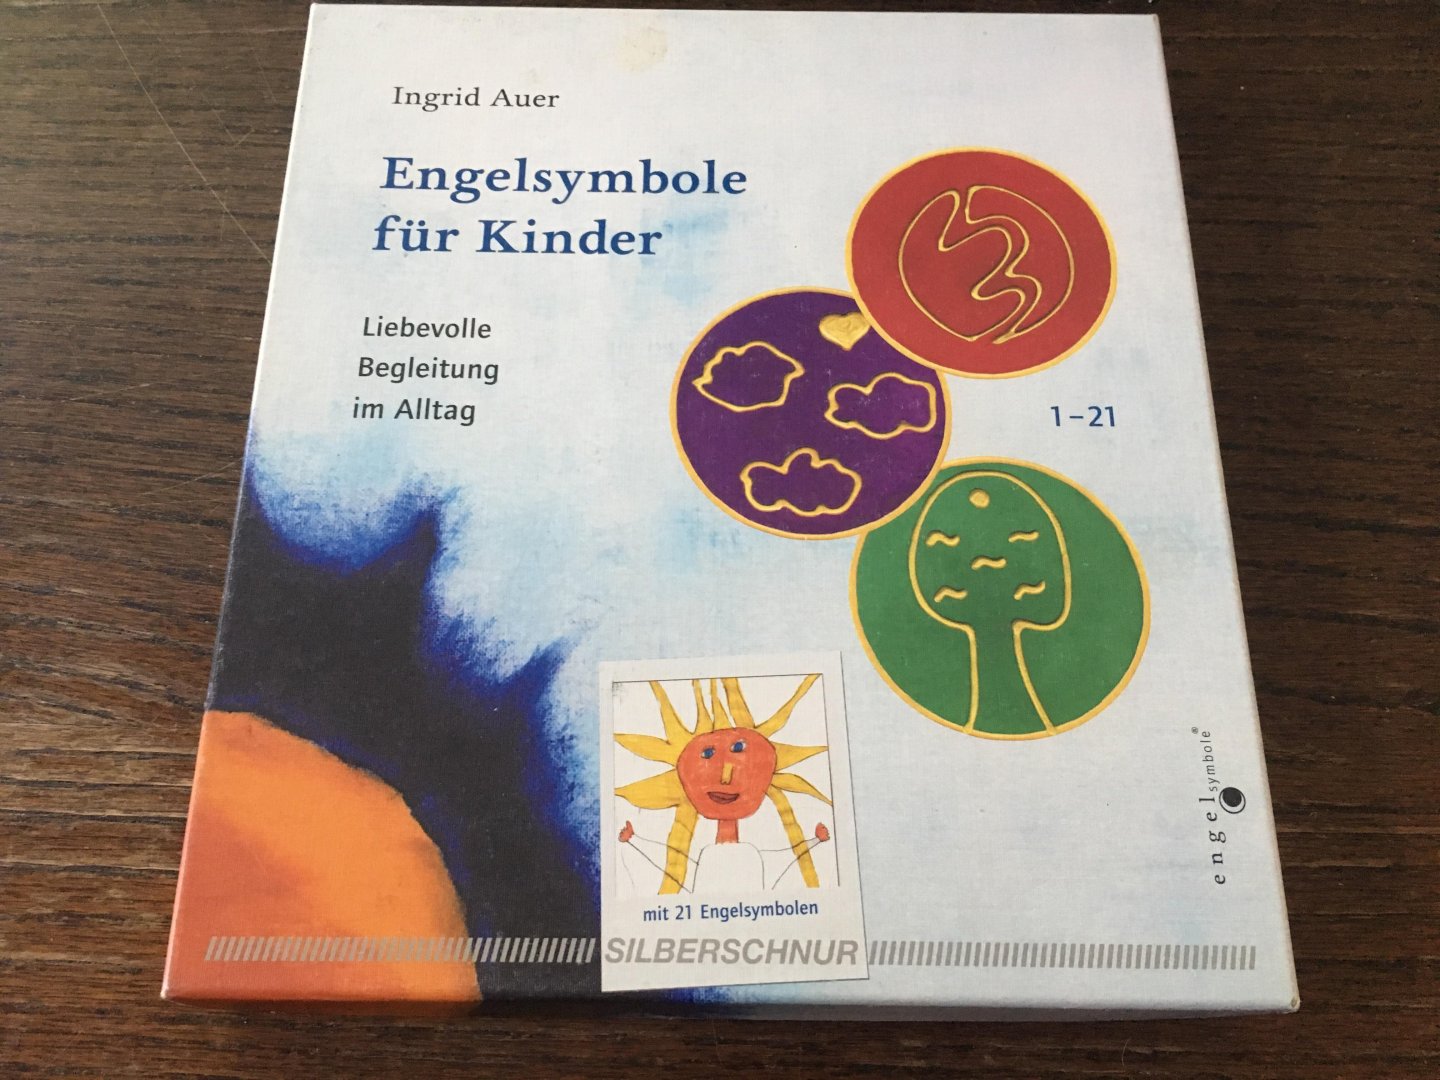 Ingrid Auer
Engelsymbole
für Kinder
Liebevolle
Begleitung
im Alltag
1–21
engelsymbole®
mit 21 Engelsymbolen
SILBERSCHNUR